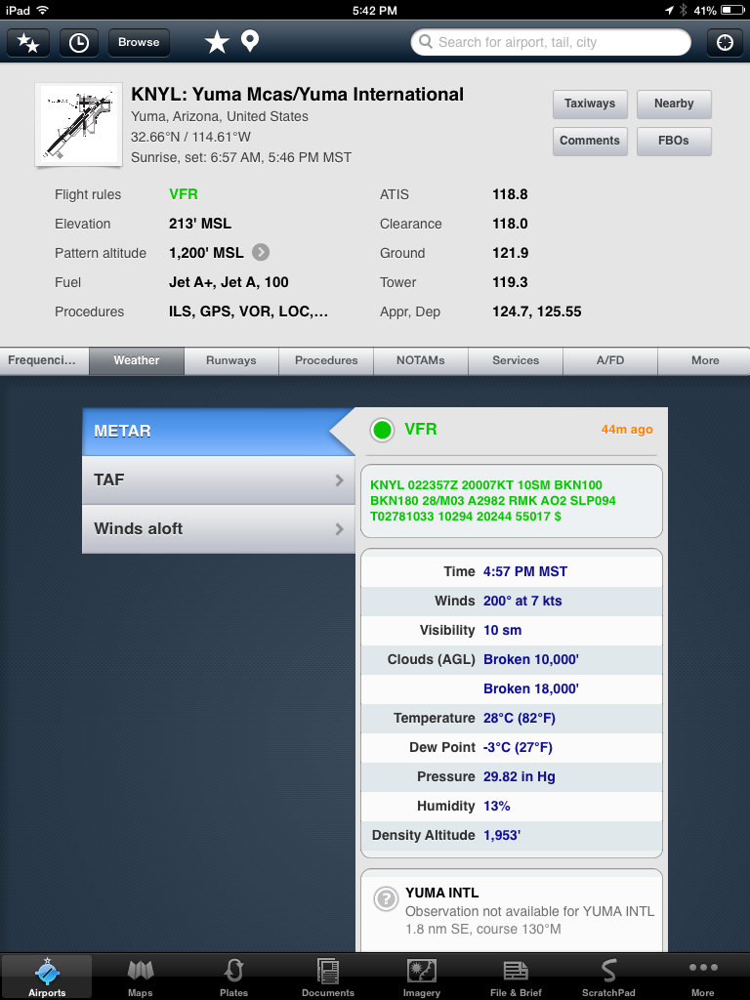 iPad 5:42 PM 41%
Browse
Search for airport, tail, city
KNYL: Yuma Mcas/Yuma International
Yuma, Arizona, United States
32.66°N / 114.61°W
Sunrise, set: 6:57 AM, 5:46 PM MST
Taxiways Nearby
Comments FBOs
Flight rules VFR ATIS 118.8
Elevation 213' MSL Clearance 118.0
Pattern altitude 1,200' MSL Ground 121.9
Fuel Jet A+, Jet A, 100 Tower 119.3
Procedures ILS, GPS, VOR, LOC,... Appr, Dep 124.7, 125.55
Frequenci... Weather Runways Procedures NOTAMs Services A/FD More
METAR
TAF
Winds aloft
VFR 44m ago
KNYL 022357Z 20007KT 10SM BKN100
BKN180 28/M03 A2982 RMK AO2 SLP094
T02781033 10294 20244 55017 $
Time 4:57 PM MST
Winds 200° at 7 kts
Visibility 10 sm
Clouds (AGL) Broken 10,000'
Broken 18,000'
Temperature 28°C (82°F)
Dew Point -3°C (27°F)
Pressure 29.82 in Hg
Humidity 13%
Density Altitude 1,953'
? YUMA INTL
Observation not available for YUMA INTL
1.8 nm SE, course 130°M
Airports Maps Plates Documents Imagery File & Brief ScratchPad More